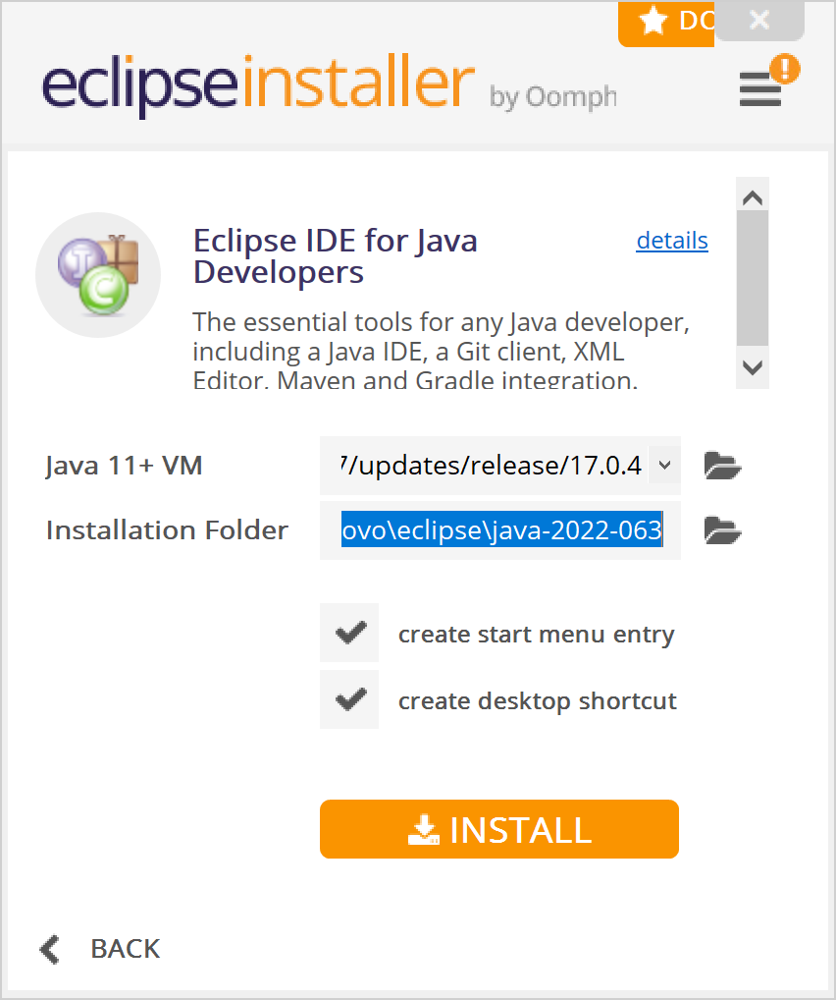 DO
eclipseinstaller by Oomph
Eclipse IDE for Java
Developers
details
The essential tools for any Java developer,
including a Java IDE, a Git client, XML
Editor, Maven and Gradle integration.
Java 11+ VM
7/updates/release/17.0.4
Installation Folder
ovo\eclipse\java-2022-063
create start menu entry
create desktop shortcut
INSTALL
BACK